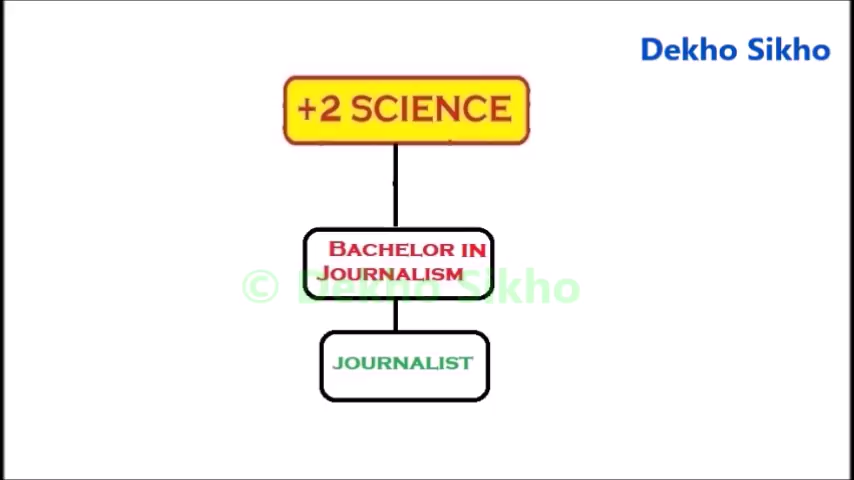 Dekho Sikho
+2 SCIENCE
BACHELOR IN
JOURNALISM
© Dekho Sikho
JOURNALIST